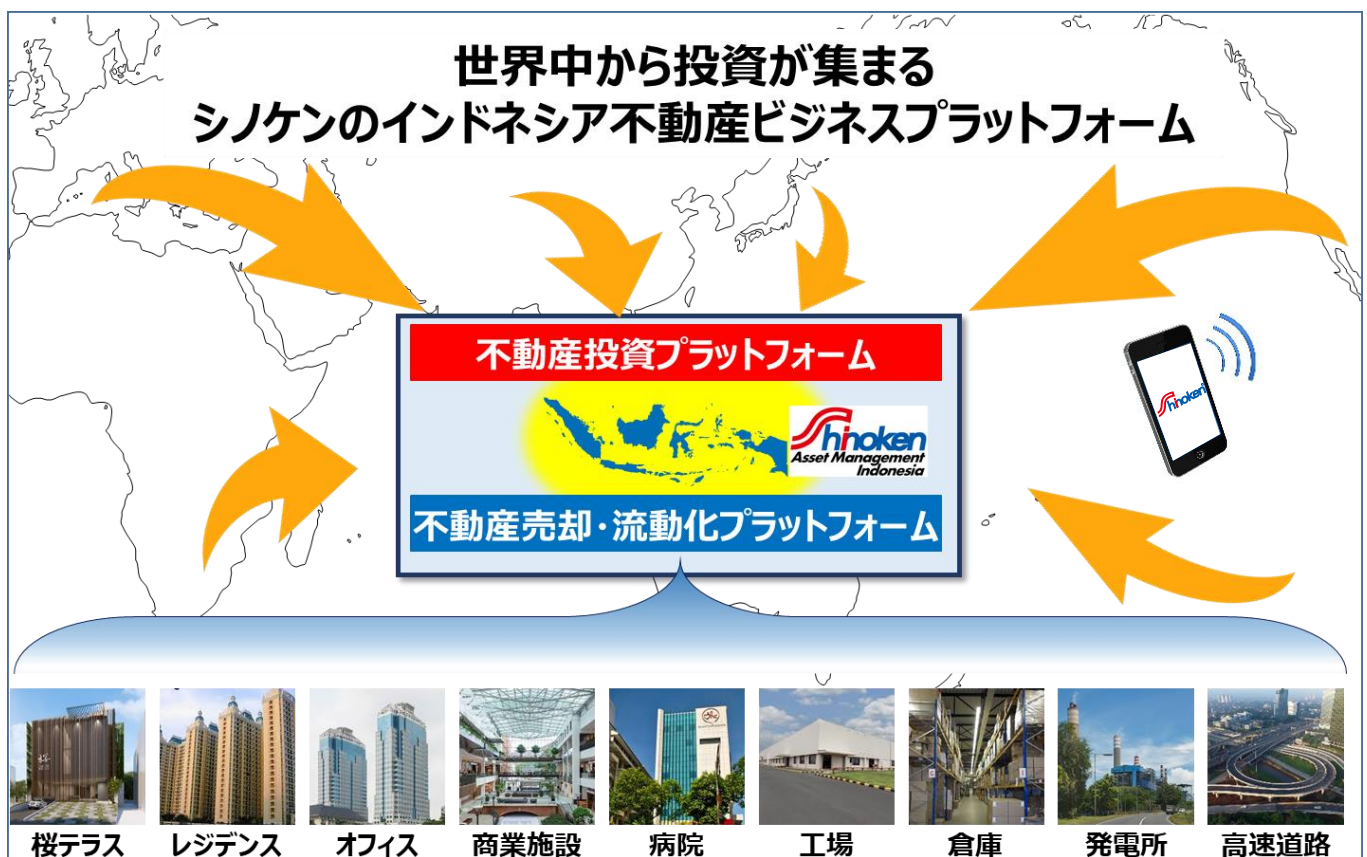 世界中から投資が集まる
シノケンのインドネシア不動産ビジネスプラットフォーム
不動産投資プラットフォーム
Shinoken
Asset Management
Indonesia
不動産売却・流動化プラットフォーム
Shinoken
桜テラス
レジデンス
オフィス
商業施設
病院
工場
倉庫
発電所
高速道路